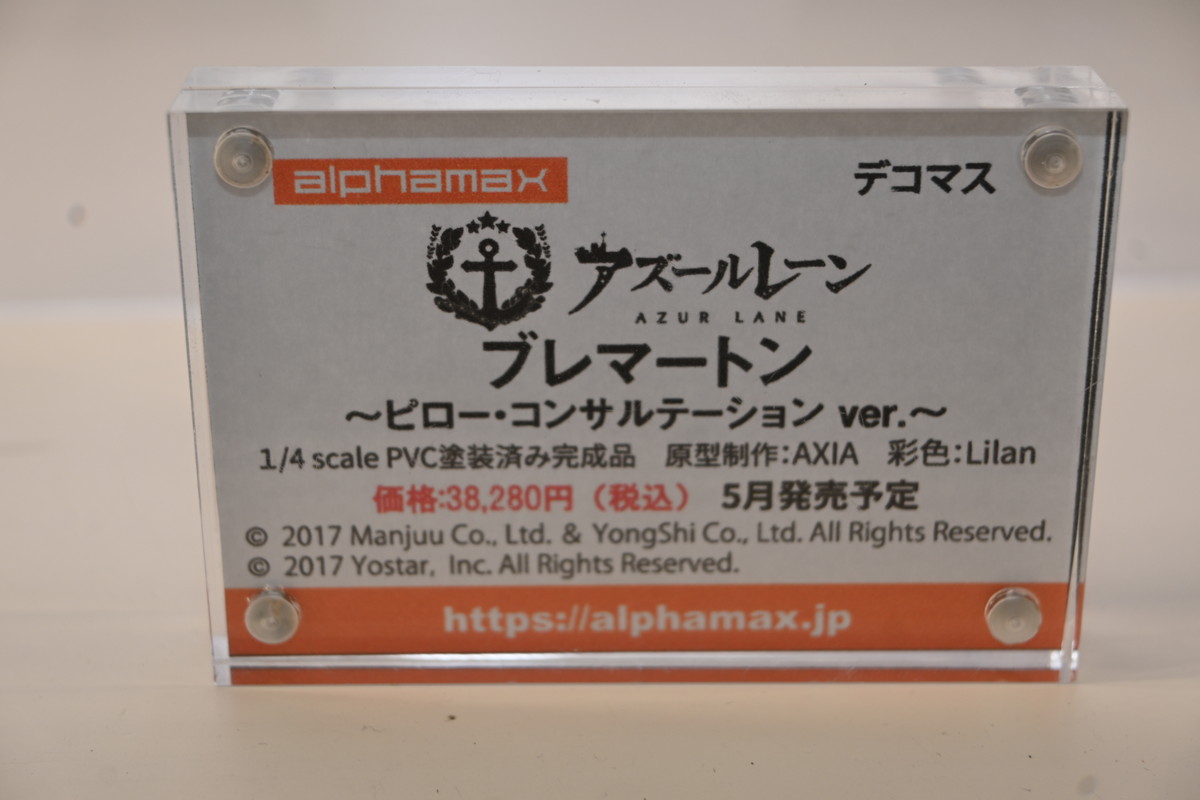 alphamax
デコマス
アズールレーン
AZUR LANE
ブレマートン
～ピロー・コンサルテーション ver.～
1/4 scale PVC塗装済み完成品　原型制作：AXIA　彩色：Lilan
価格：38,280円（税込）　5月発売予定
© 2017 Manjuu Co., Ltd. & YongShi Co., Ltd. All Rights Reserved.
© 2017 Yostar, Inc. All Rights Reserved.
https://alphamax.jp